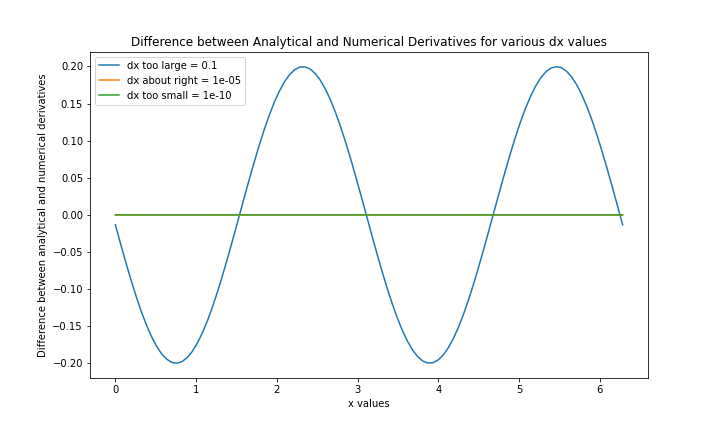 Difference between Analytical and Numerical Derivatives for various dx values
dx too large = 0.1
dx about right = 1e-05
dx too small = 1e-10
Difference between analytical and numerical derivatives
0.20
0.15
0.10
0.05
0.00
−0.05
−0.10
−0.15
−0.20
0 1 2 3 4 5 6
x values